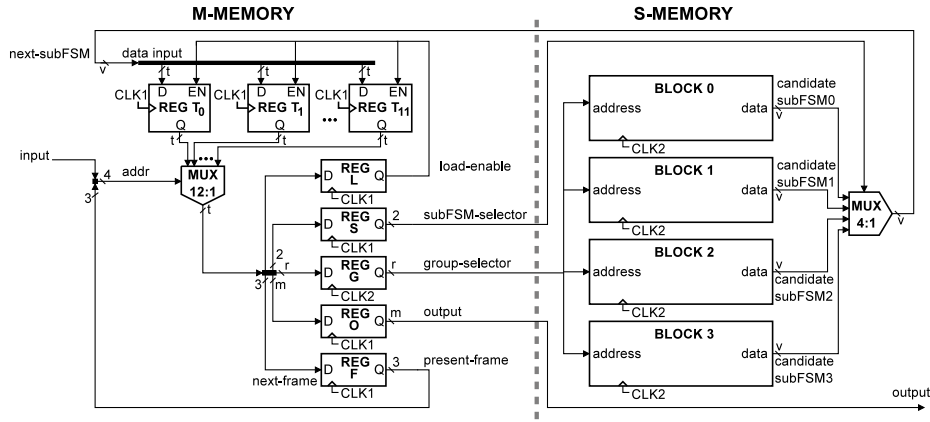 M-MEMORY
S-MEMORY
next-subFSM
v
data input
t
t
t
D EN
REG T0
Q
CLK1
D EN
REG T1
Q
CLK1
...
D EN
REG T11
Q
CLK1
t
t
t
...
input
4
addr
3
MUX
12:1
t
2
r
3
m
D REG Q
L
CLK1
load-enable
D REG Q
S
CLK1
2
subFSM-selector
D REG Q
G
CLK2
r
group-selector
D REG Q
O
CLK1
m
output
D REG Q
F
CLK1
3
present-frame
next-frame
BLOCK 0
address
data
CLK2
v
candidate
subFSM0
BLOCK 1
address
data
CLK2
v
candidate
subFSM1
BLOCK 2
address
data
CLK2
v
candidate
subFSM2
BLOCK 3
address
data
CLK2
v
candidate
subFSM3
MUX
4:1
v
output